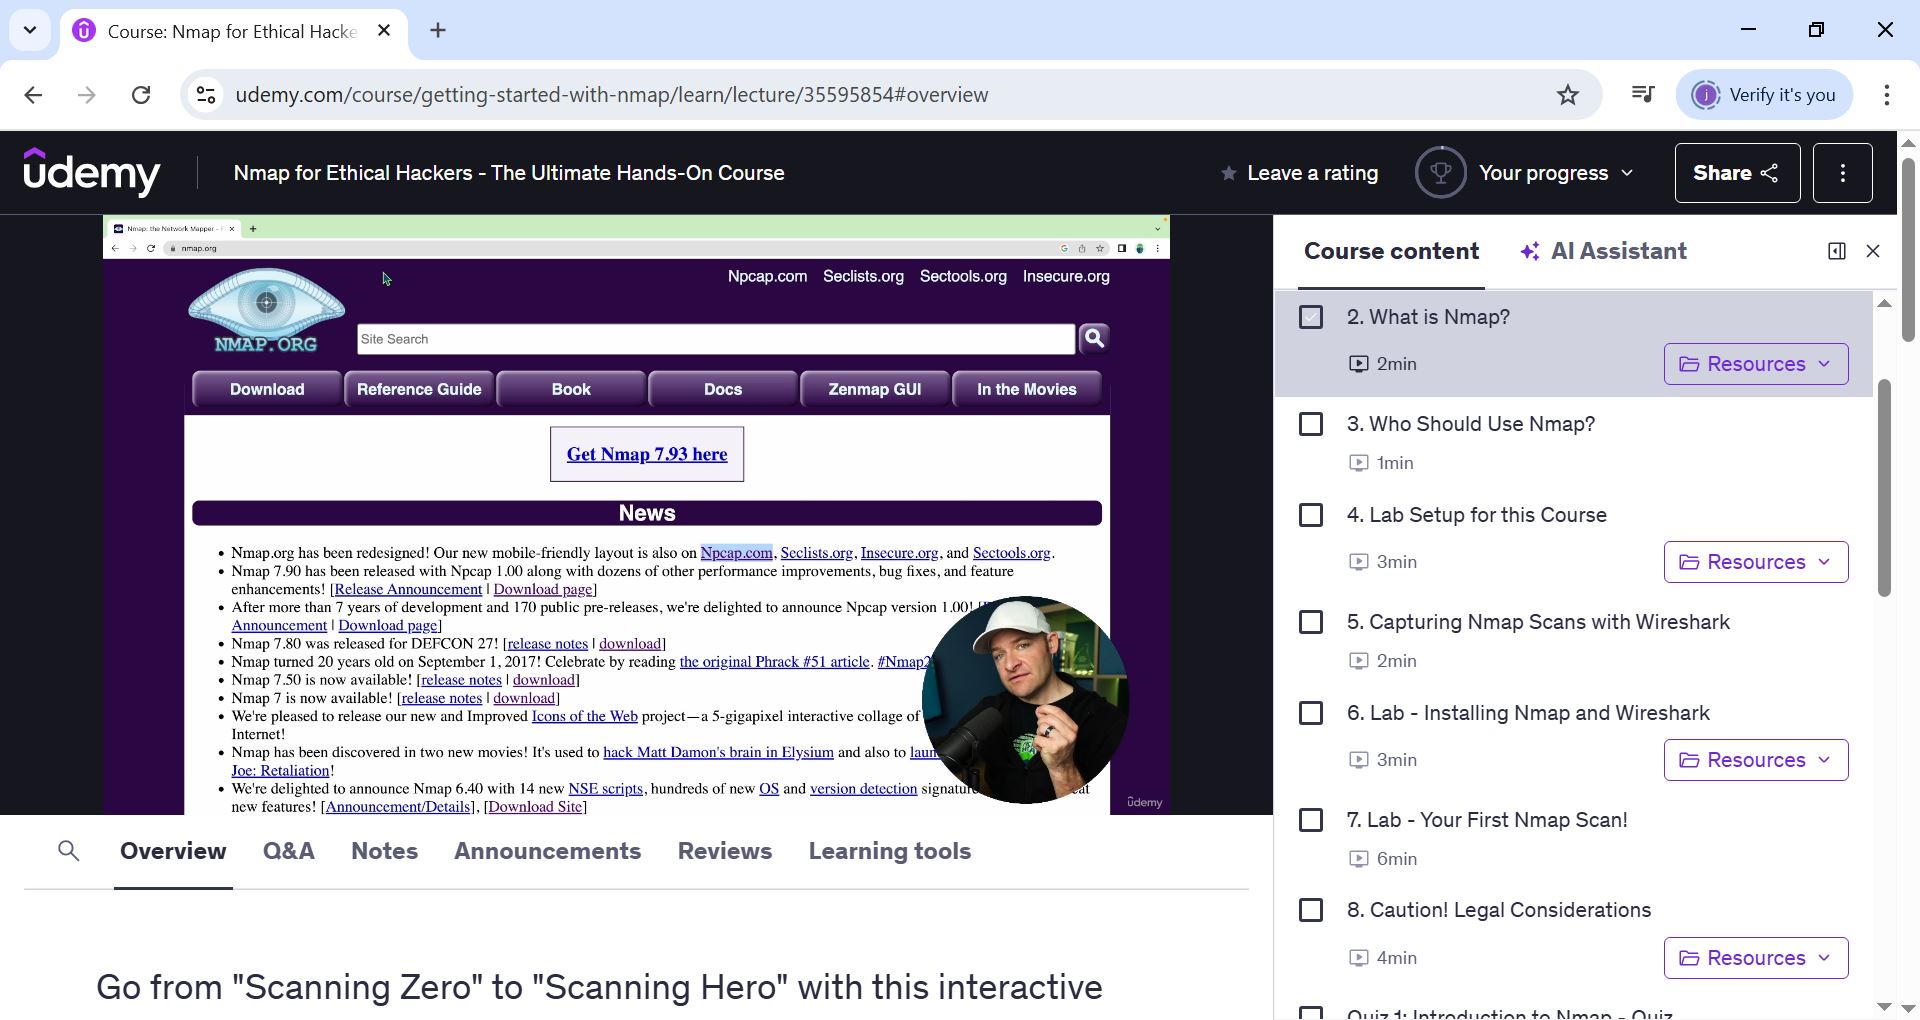 Course: Nmap for Ethical Hacke
udemy.com/course/getting-started-with-nmap/learn/lecture/35595854#overview
j Verify it's you
ûdemy
Nmap for Ethical Hackers - The Ultimate Hands-On Course
Leave a rating
Your progress
Share
Nmap: the Network Mapper -
nmap.org
Npcap.com Seclists.org Sectools.org Insecure.org
NMAP.ORG
Site Search
Download Reference Guide Book Docs Zenmap GUI In the Movies
Get Nmap 7.93 here
News
• Nmap.org has been redesigned! Our new mobile-friendly layout is also on Npcap.com, Seclists.org, Insecure.org, and Sectools.org.
• Nmap 7.90 has been released with Npcap 1.00 along with dozens of other performance improvements, bug fixes, and feature
enhancements! [Release Announcement | Download page]
• After more than 7 years of development and 170 public pre-releases, we're delighted to announce Npcap version 1.00!
Announcement | Download page]
• Nmap 7.80 was released for DEFCON 27! [release notes | download]
• Nmap turned 20 years old on September 1, 2017! Celebrate by reading the original Phrack #51 article. #Nmap2
• Nmap 7.50 is now available! [release notes | download]
• Nmap 7 is now available! [release notes | download]
• We're pleased to release our new and Improved Icons of the Web project—a 5-gigapixel interactive collage of
Internet!
• Nmap has been discovered in two new movies! It's used to hack Matt Damon's brain in Elysium and also to laun
Joe: Retaliation!
• We're delighted to announce Nmap 6.40 with 14 new NSE scripts, hundreds of new OS and version detection signatur
new features! [Announcement/Details], [Download Site]
ûdemy
Overview Q&A Notes Announcements Reviews Learning tools
Go from "Scanning Zero" to "Scanning Hero" with this interactive
Course content
AI Assistant
2. What is Nmap?
2min
Resources
3. Who Should Use Nmap?
1min
4. Lab Setup for this Course
3min
Resources
5. Capturing Nmap Scans with Wireshark
2min
6. Lab - Installing Nmap and Wireshark
3min
Resources
7. Lab - Your First Nmap Scan!
6min
8. Caution! Legal Considerations
4min
Resources
Quiz 1: Introduction to Nmap - Quiz